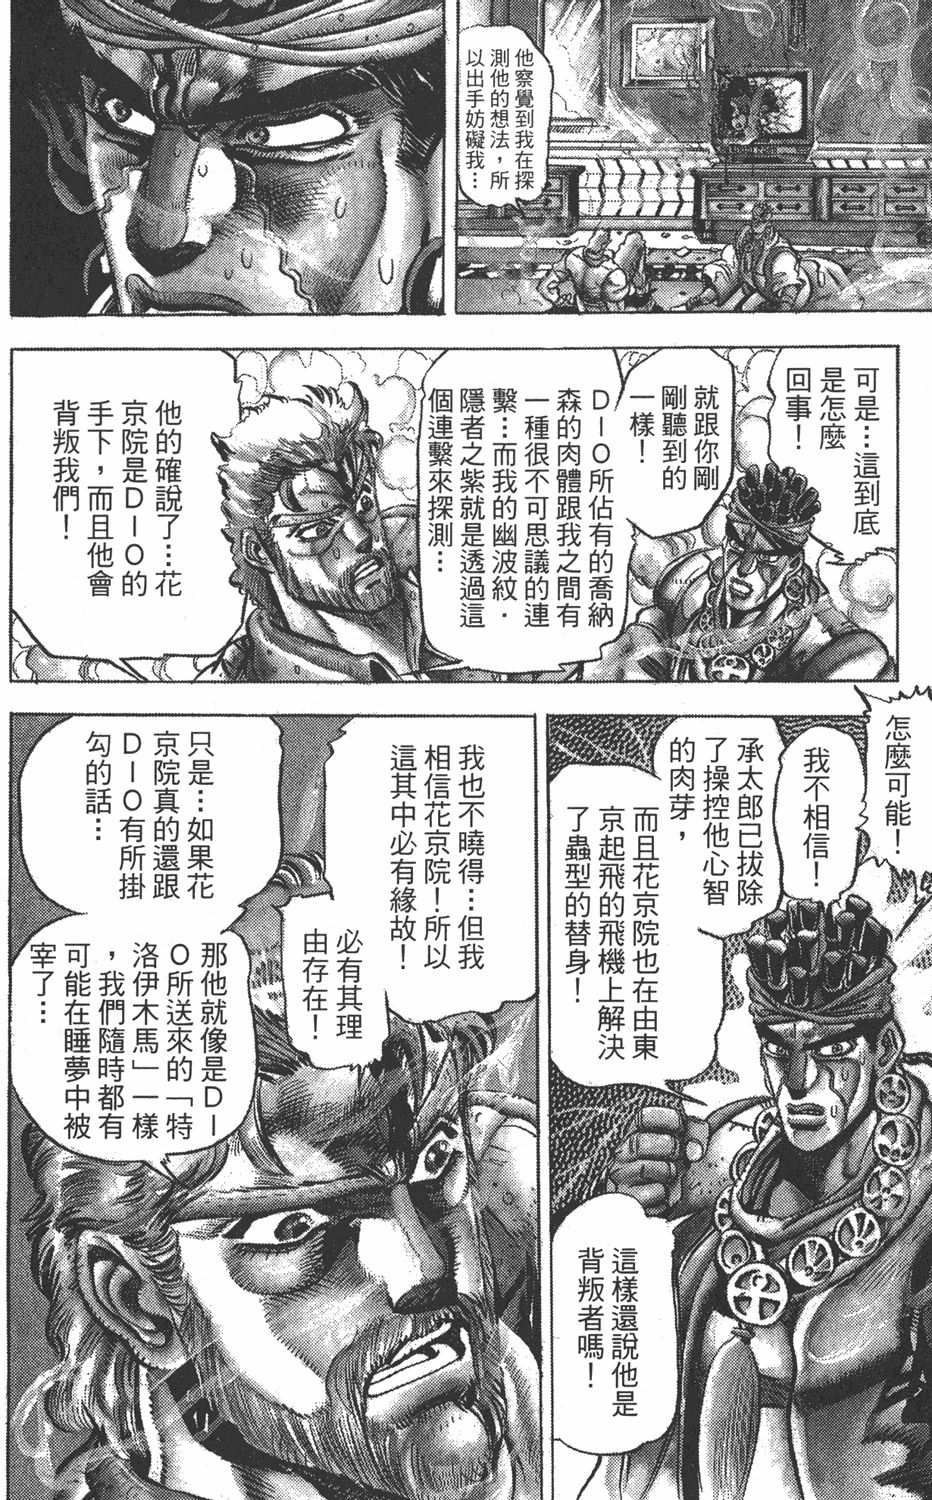 他察覺到我在探
測他的想法，所
以出手妨礙我…
可是…這到底
是怎麼
回事！
就跟你剛
剛聽到的
一樣！
ＤＩＯ所佔有的喬納
森的肉體跟我之間有
一種很不可思議的連
繫…而我的幽波紋．
隱者之紫就是透過這
個連繫來探測…
他的確說了…花
京院是ＤＩＯ的
手下，而且他會
背叛我們！
怎麼可能！
我不相信！
承太郎已拔除
了操控他心智
的肉芽，
而且花京院也在由東
京起飛的飛機上解決
了蟲型的替身！
這樣還說他是
背叛者嗎！
我也不曉得…但我
相信花京院！所以
這其中必有緣故！
必有其理
由存在！
只是…如果花
京院真的還跟
ＤＩＯ有所掛
勾的話…
那他就像是ＤＩ
Ｏ所送來的「特
洛伊木馬」一樣
，我們隨時都有
可能在睡夢中被
宰了…